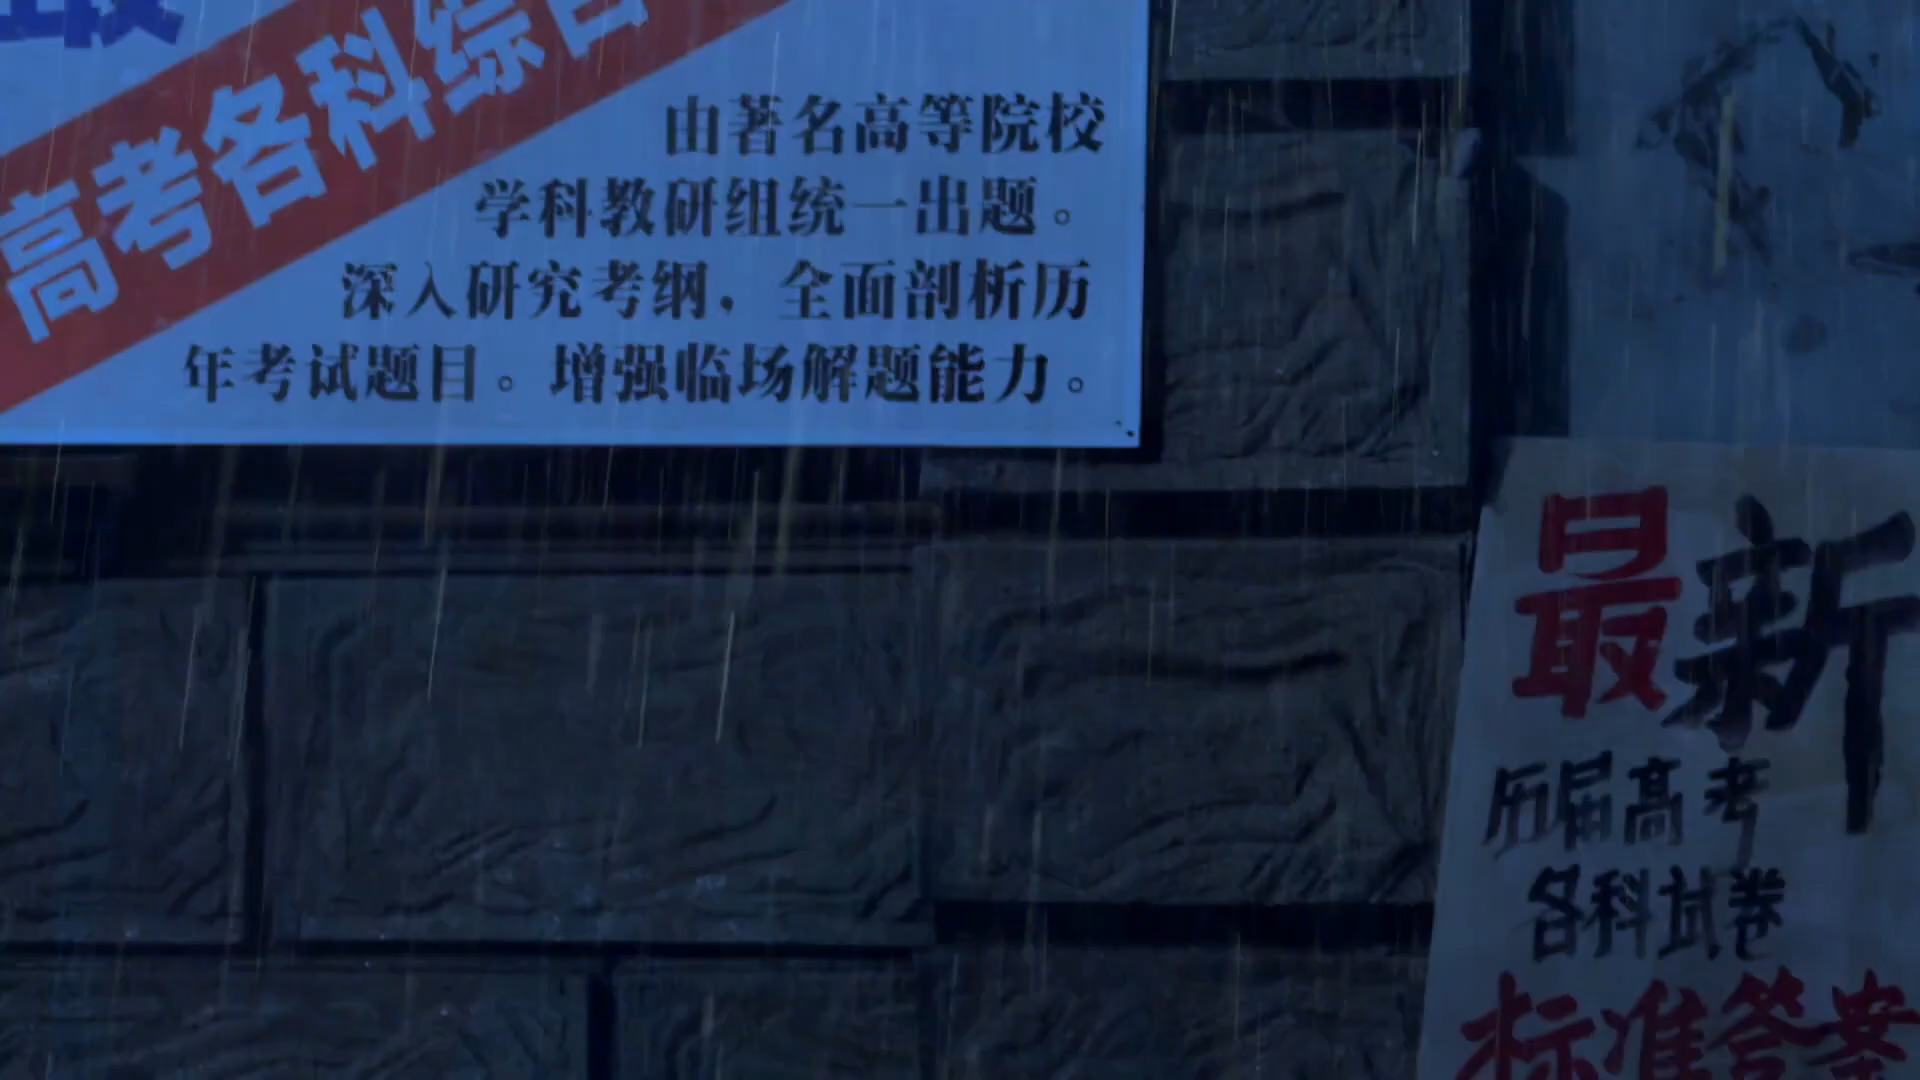 高考各科综合
由著名高等院校
学科教研组统一出题。
深入研究考纲，全面剖析历
年考试题目。增强临场解题能力。
最新
历届高考
各科试卷
标准答案